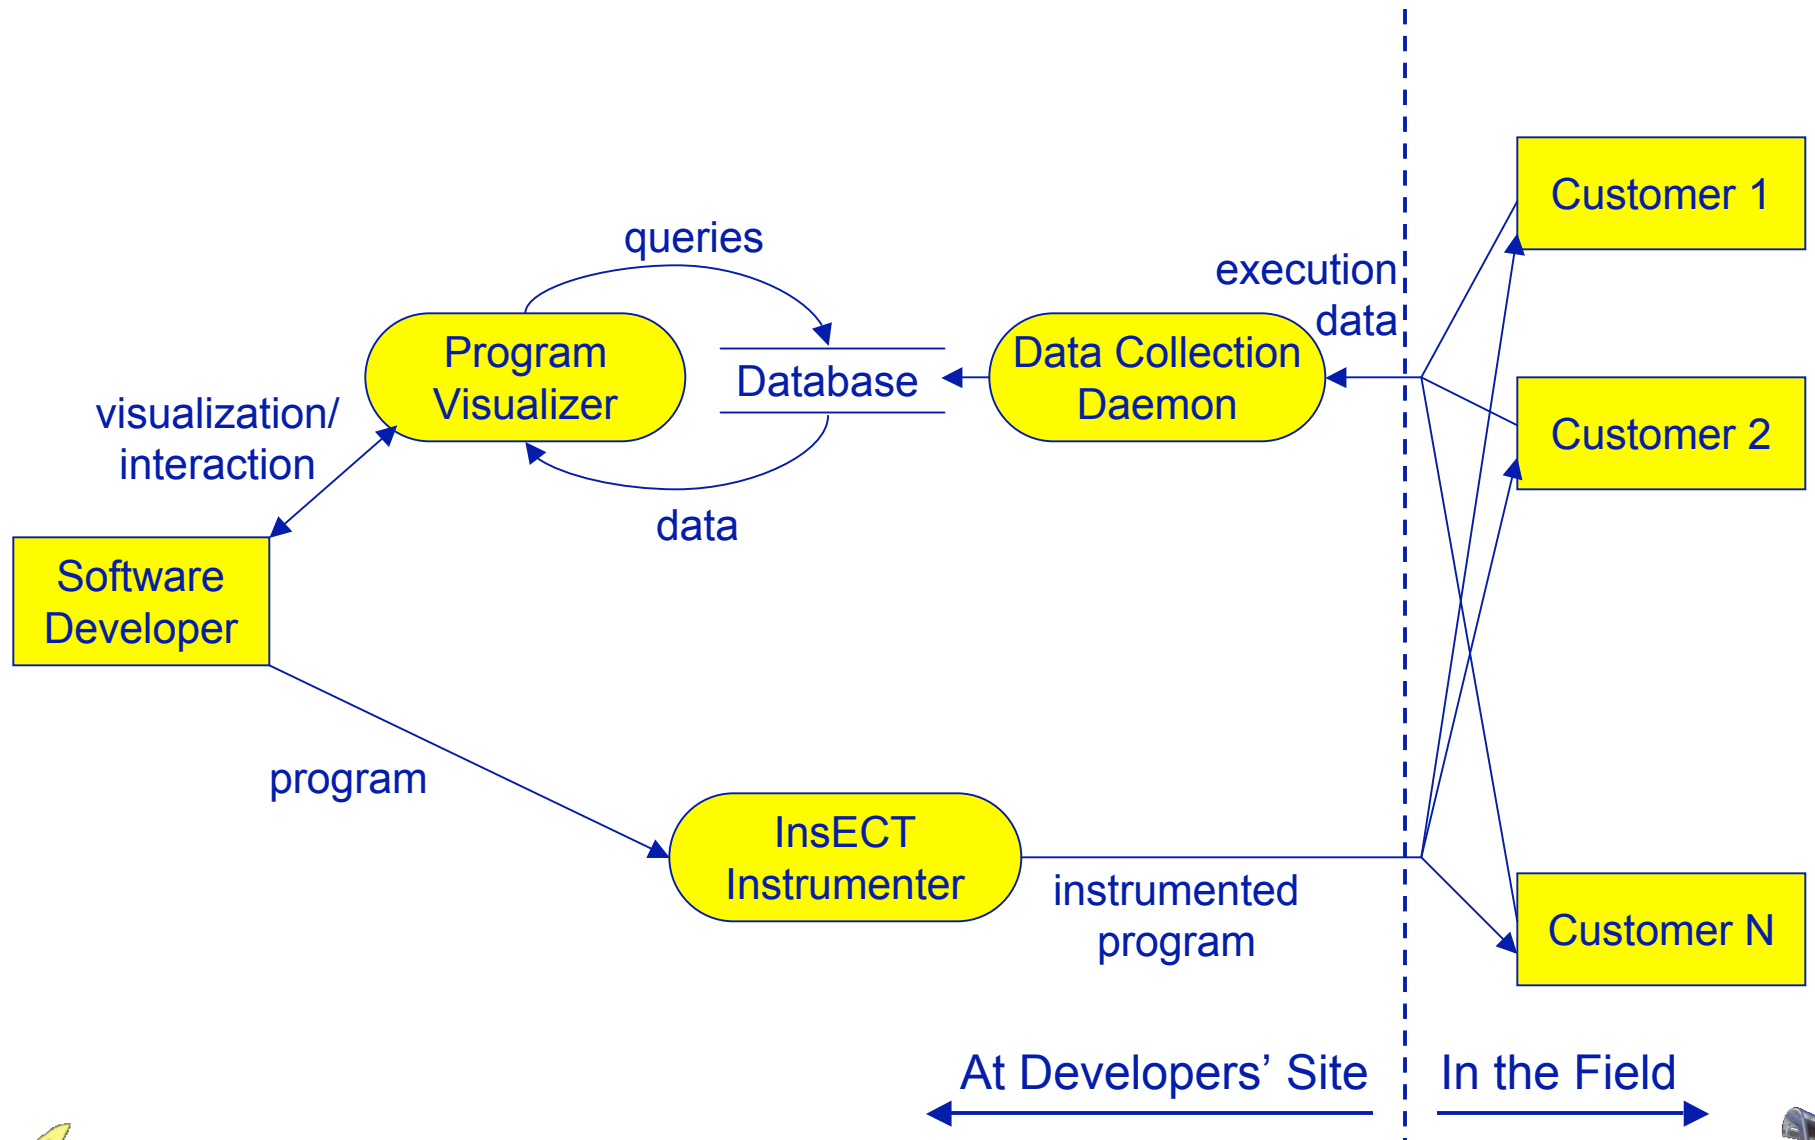 Customer 1
queries
execution
data
Program
Visualizer
Database
Data Collection
Daemon
visualization/
interaction
Customer 2
data
Software
Developer
program
InsECT
Instrumenter
instrumented
program
Customer N
At Developers’ Site
In the Field